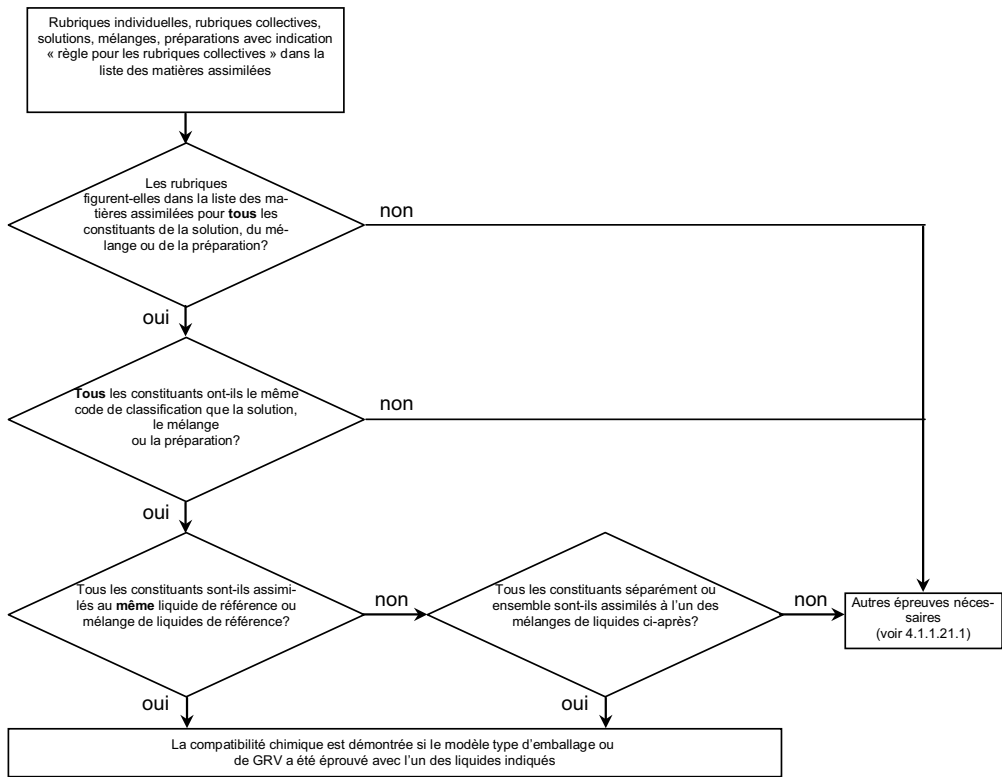 Rubriques individuelles, rubriques collectives,
solutions, mélanges, préparations avec indication
« règle pour les rubriques collectives » dans la
liste des matières assimilées
Les rubriques
figurent-elles dans la liste des ma-
tières assimilées pour tous les
constituants de la solution, du mé-
lange ou de la préparation?
non
oui
Tous les constituants ont-ils le même
code de classification que la solution,
le mélange
ou la préparation?
non
oui
Tous les constituants sont-ils assimi-
lés au même liquide de référence ou
mélange de liquides de référence?
non
Tous les constituants séparément ou
ensemble sont-ils assimilés à l’un des
mélanges de liquides ci-après?
non
Autres épreuves néces-
saires
(voir 4.1.1.21.1)
oui
oui
La compatibilité chimique est démontrée si le modèle type d’emballage ou
de GRV a été éprouvé avec l’un des liquides indiqués